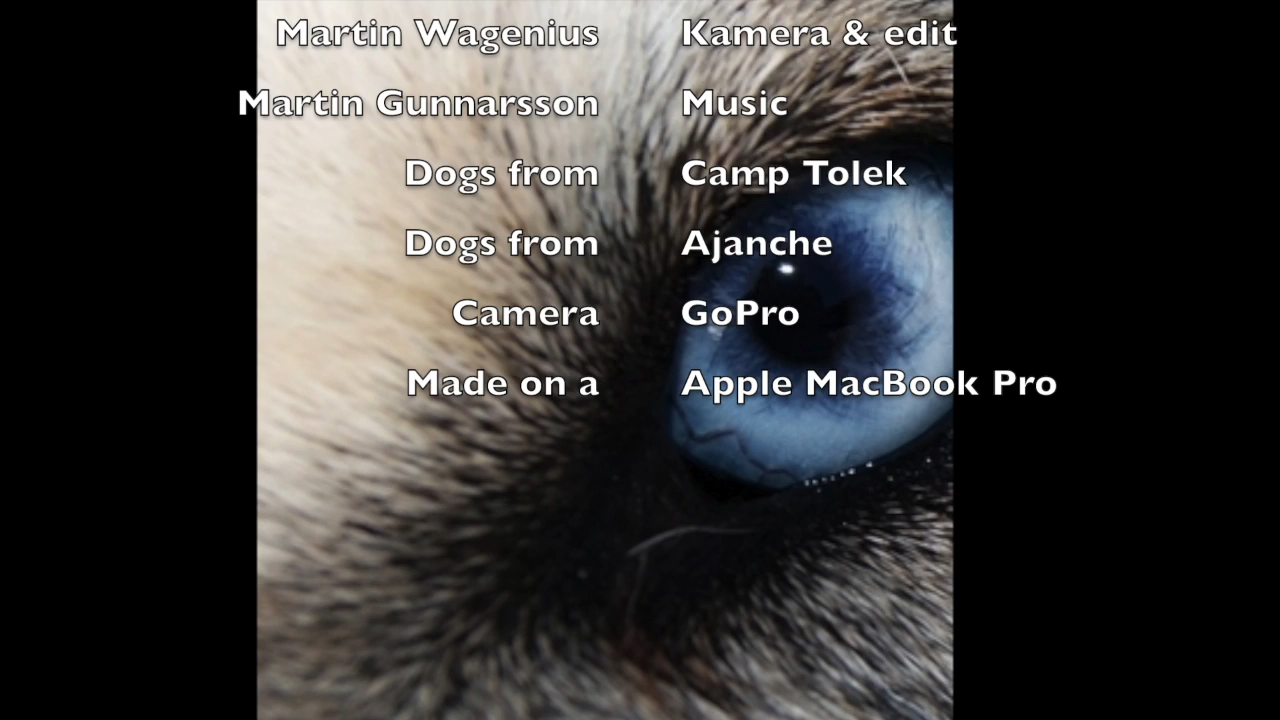 Martin Wagenius Kamera & edit
Martin Gunnarsson Music
Dogs from Camp Tolek
Dogs from Ajanche
Camera GoPro
Made on a Apple MacBook Pro